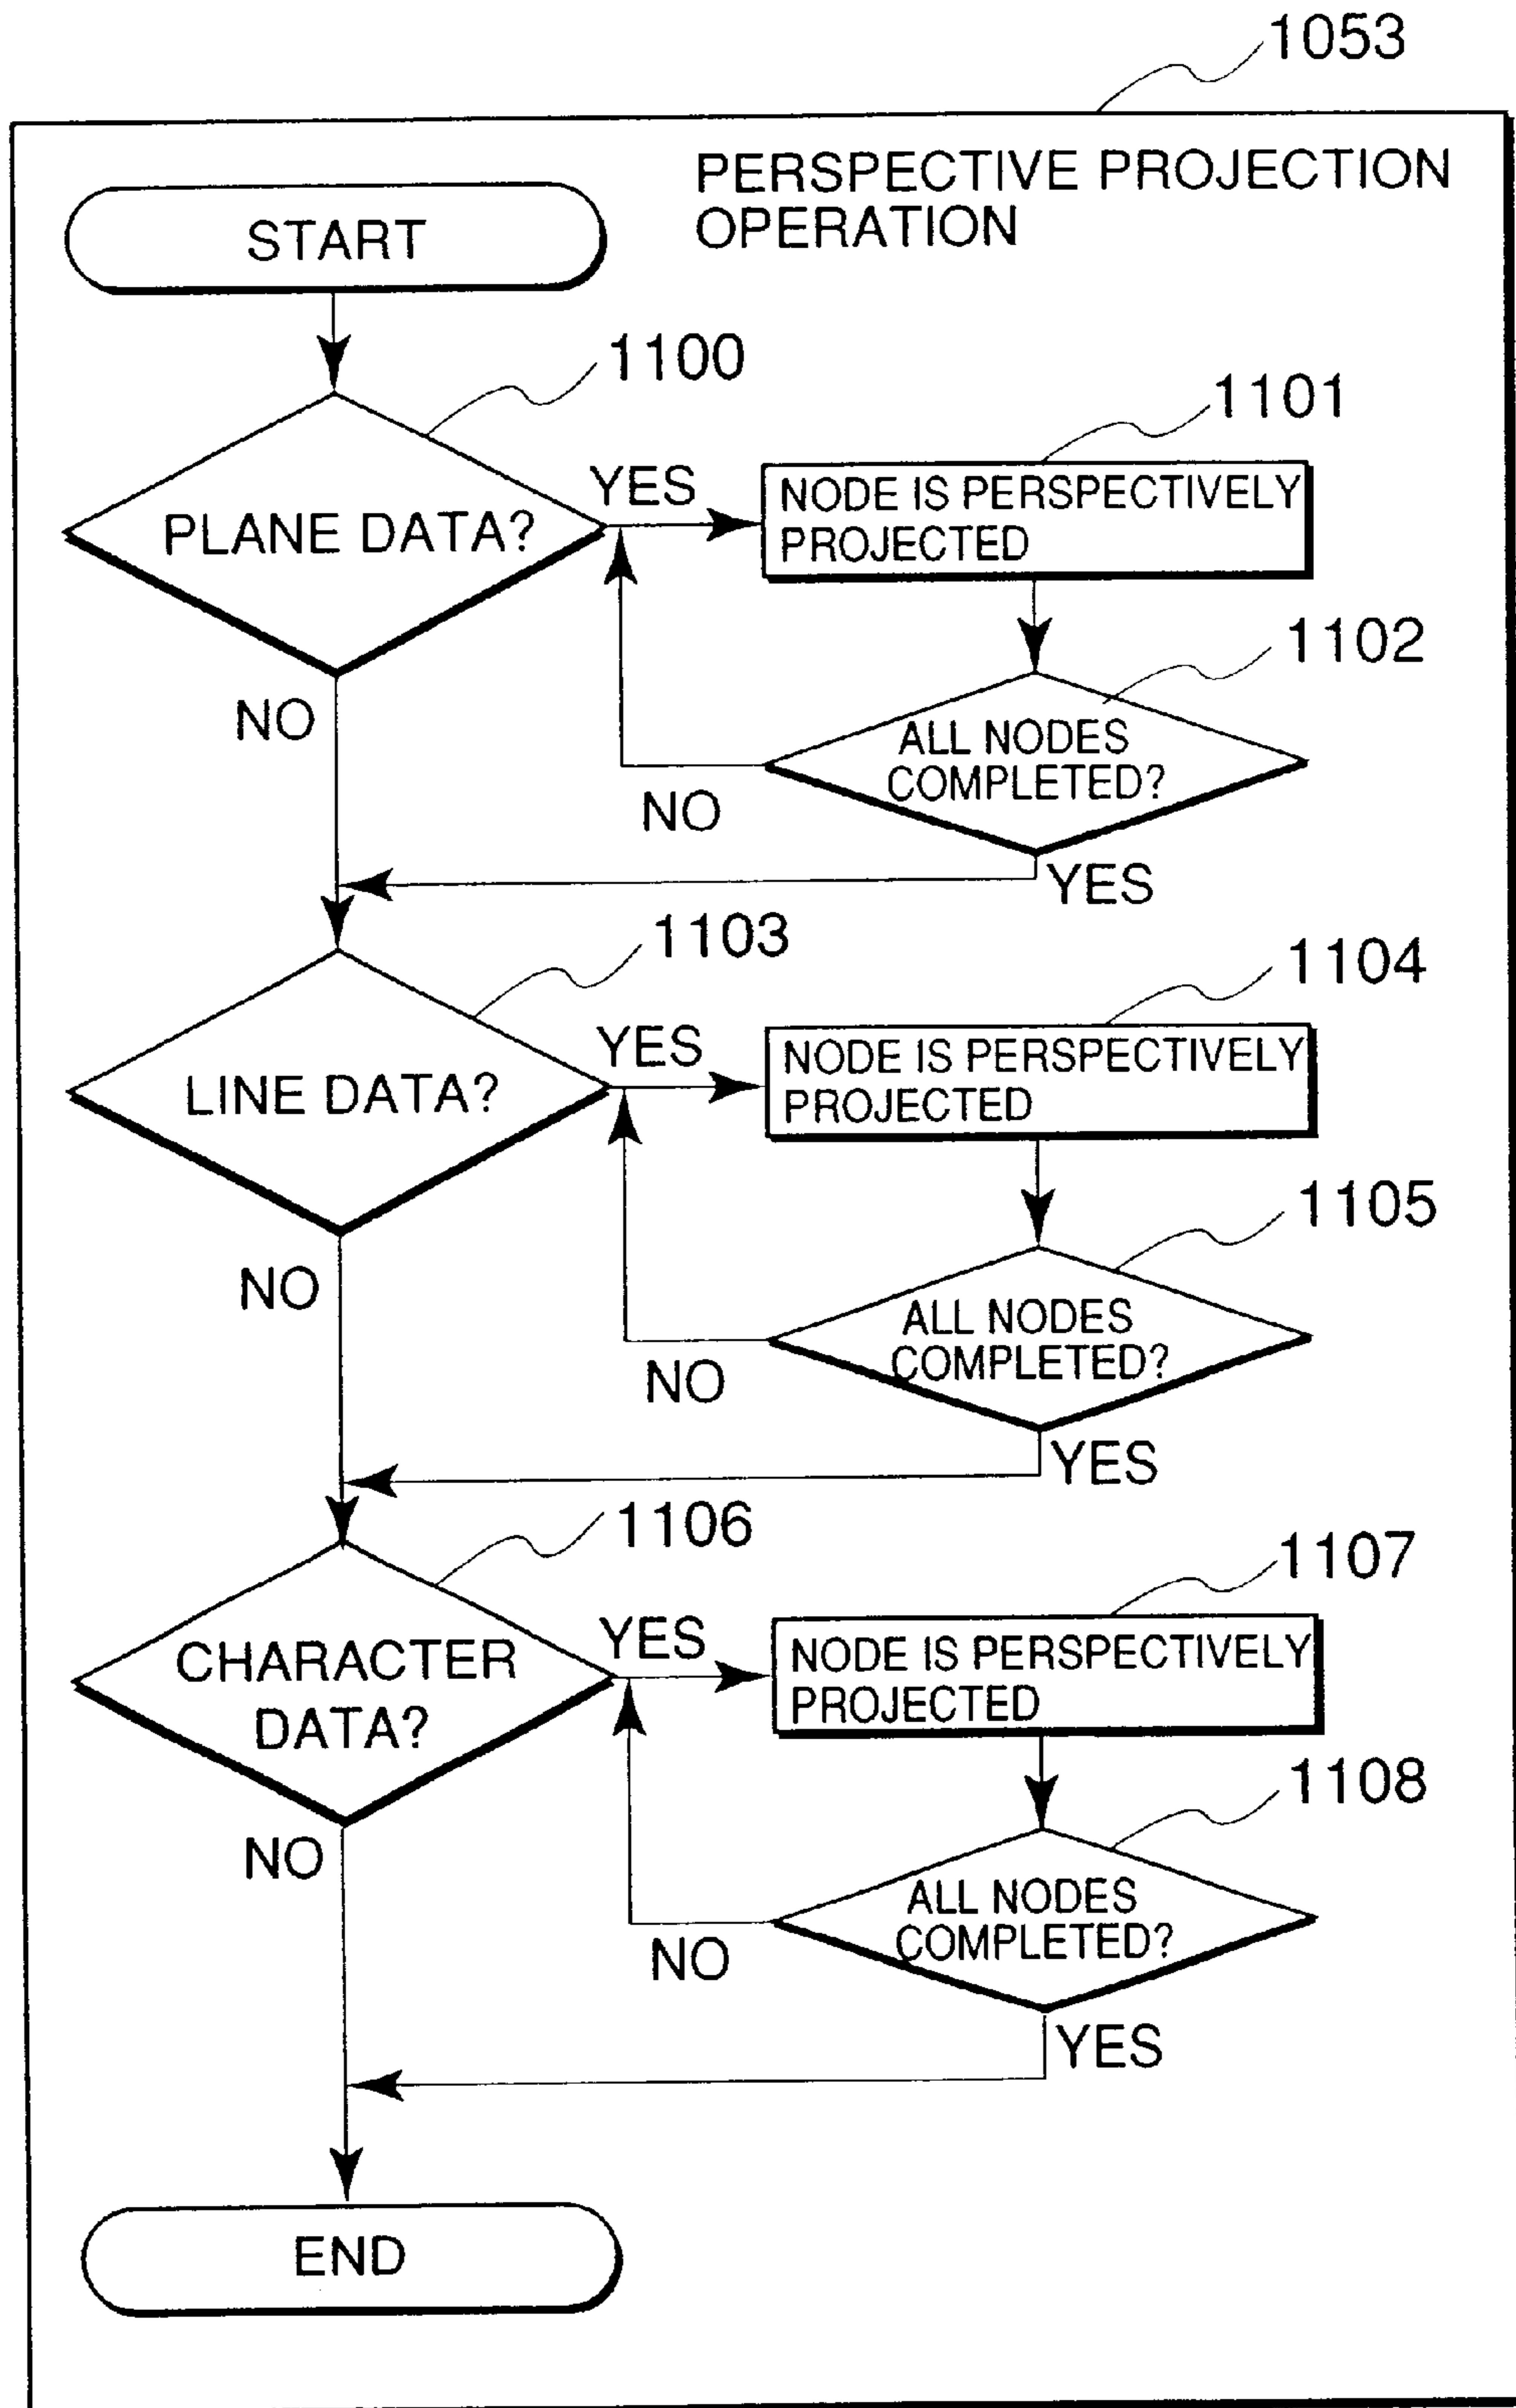 1053
PERSPECTIVE PROJECTION
OPERATION
START
1100
1101
YES
NODE IS PERSPECTIVELY
PROJECTED
PLANE DATA?
1102
NO
ALL NODES
COMPLETED?
NO
YES
1103
1104
YES
NODE IS PERSPECTIVELY
PROJECTED
LINE DATA?
1105
NO
ALL NODES
COMPLETED?
NO
YES
1106
1107
YES
NODE IS PERSPECTIVELY
PROJECTED
CHARACTER
DATA?
1108
NO
ALL NODES
COMPLETED?
NO
YES
END